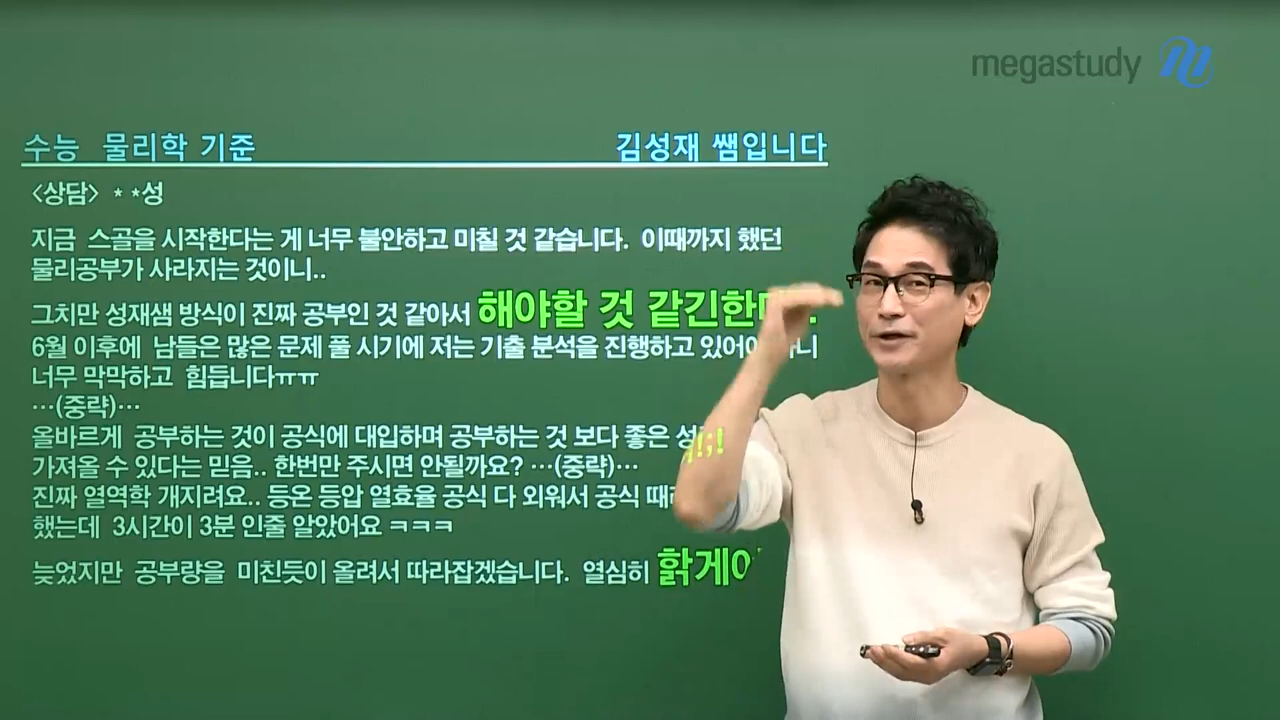 megastudy
수능 물리학 기준
김성재 쌤입니다
<상담> * *성
지금 스골을 시작한다는 게 너무 불안하고 미칠 것 같습니다. 이때까지 했던
물리공부가 사라지는 것이니..
그치만 성재샘 방식이 진짜 공부인 것 같아서 해야할 것 같긴한
6월 이후에 남들은 많은 문제 풀 시기에 저는 기출 분석을 진행하고
너무 막막하고 힘듭니다ㅠㅠ
…(중략)…
올바르게 공부하는 것이 공식에 대입하며 공부하는 것 보다 좋은
가져올 수 있다는 믿음.. 한번만 주시면 안될까요? …(중략)…
진짜 열역학 개지려요.. 등온 등압 열효율 공식 다 외워서 공식
했는데 3시간이 3분 인줄 알았어요 ㅋㅋㅋ
늦었지만 공부량을 미친듯이 올려서 따라잡겠습니다. 열심히